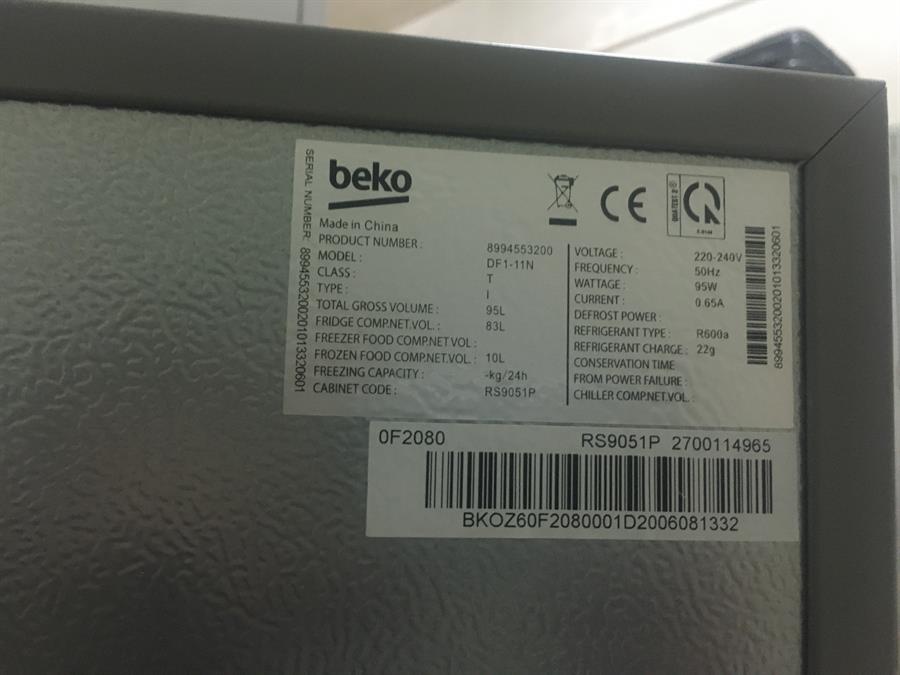 beko
Made in China
PRODUCT NUMBER : 8994553200
MODEL : DF1-11N
CLASS : T
TYPE : I
TOTAL GROSS VOLUME : 95L
FRIDGE COMP.NET.VOL. : 83L
FREEZER FOOD COMP.NET VOL :
FROZEN FOOD COMP.NET.VOL. : 10L
FREEZING CAPACITY : -kg/24h
CABINET CODE : RS9051P
SERIAL NUMBER: 8994553200201013320601
CE
QUATEST 3 ®
VOLTAGE : 220-240V
FREQUENCY : 50Hz
WATTAGE : 95W
CURRENT : 0.65A
DEFROST POWER :
REFRIGERANT TYPE : R600a
REFRIGERANT CHARGE : 22g
CONSERVATION TIME
FROM POWER FAILURE :
CHILLER COMP.NET.VOL. :
8994553200201013320601
0F2080 RS9051P 2700114965
BKOZ60F2080001D2006081332